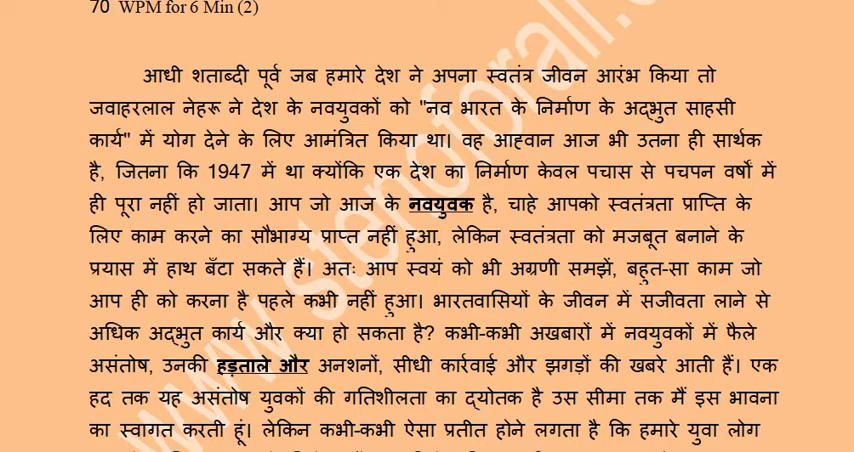 70 WPM for 6 Min (2)
आधी शताब्दी पूर्व जब हमारे देश ने अपना स्वतंत्र जीवन आरंभ किया तो
जवाहरलाल नेहरू ने देश के नवयुवकों को "नव भारत के निर्माण के अद्भुत साहसी
कार्य" में योग देने के लिए आमंत्रित किया था। वह आह्वान आज भी उतना ही सार्थक
है, जितना कि 1947 में था क्योंकि एक देश का निर्माण केवल पचास से पचपन वर्षों में
ही पूरा नहीं हो जाता। आप जो आज के नवयुवक है, चाहे आपको स्वतंत्रता प्राप्ति के
लिए काम करने का सौभाग्य प्राप्त नहीं हुआ, लेकिन स्वतंत्रता को मजबूत बनाने के
प्रयास में हाथ बँटा सकते हैं। अतः आप स्वयं को भी अग्रणी समझें, बहुत-सा काम जो
आप ही को करना है पहले कभी नहीं हुआ। भारतवासियों के जीवन में सजीवता लाने से
अधिक अद्भुत कार्य और क्या हो सकता है? कभी-कभी अखबारों में नवयुवकों में फैले
असंतोष, उनकी हड़ताले और अनशनों, सीधी कार्रवाई और झगड़ों की खबरे आती हैं। एक
हद तक यह असंतोष युवकों की गतिशीलता का द्योतक है उस सीमा तक मैं इस भावना
का स्वागत करती हूं। लेकिन कभी-कभी ऐसा प्रतीत होने लगता है कि हमारे युवा लोग
www.stenoforall.com